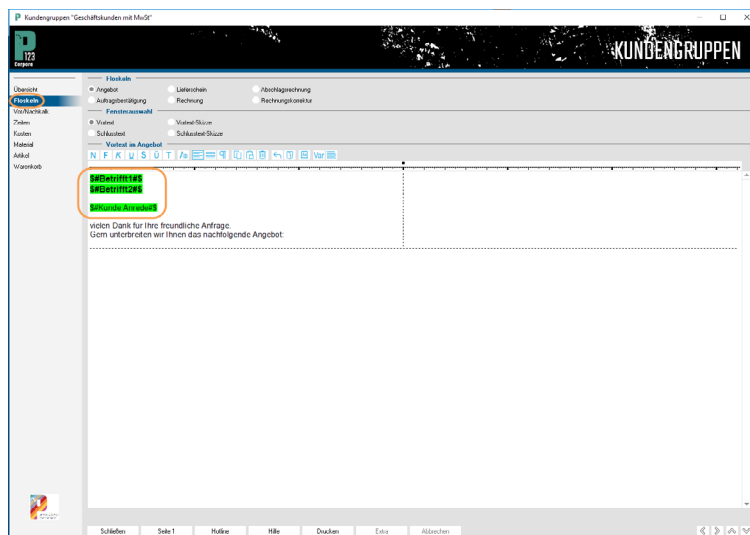 Kundengruppen "Geschäftskunden mit MwSt"
P
123
Corpora
KUNDENGRUPPEN
Übersicht
Floskeln
Vor/Nachkalk.
Zeiten
Kosten
Material
Artikel
Warenkorb
Floskeln
Angebot Lieferschein Abschlagsrechnung
Auftragsbestätigung Rechnung Rechnungskorrektur
Fensterauswahl
Vortext Vortext-Skizze
Schlusstext Schlusstext-Skizze
Vortext im Angebot
N F K U S Ü T Var
$#Betrifft1#$
$#Betrifft2#$
$#Kunde Anrede#$
vielen Dank für Ihre freundliche Anfrage.
Gern unterbreiten wir Ihnen das nachfolgende Angebot:
Schließen Seite 1 Hotline Hilfe Drucken Extra Abbrechen